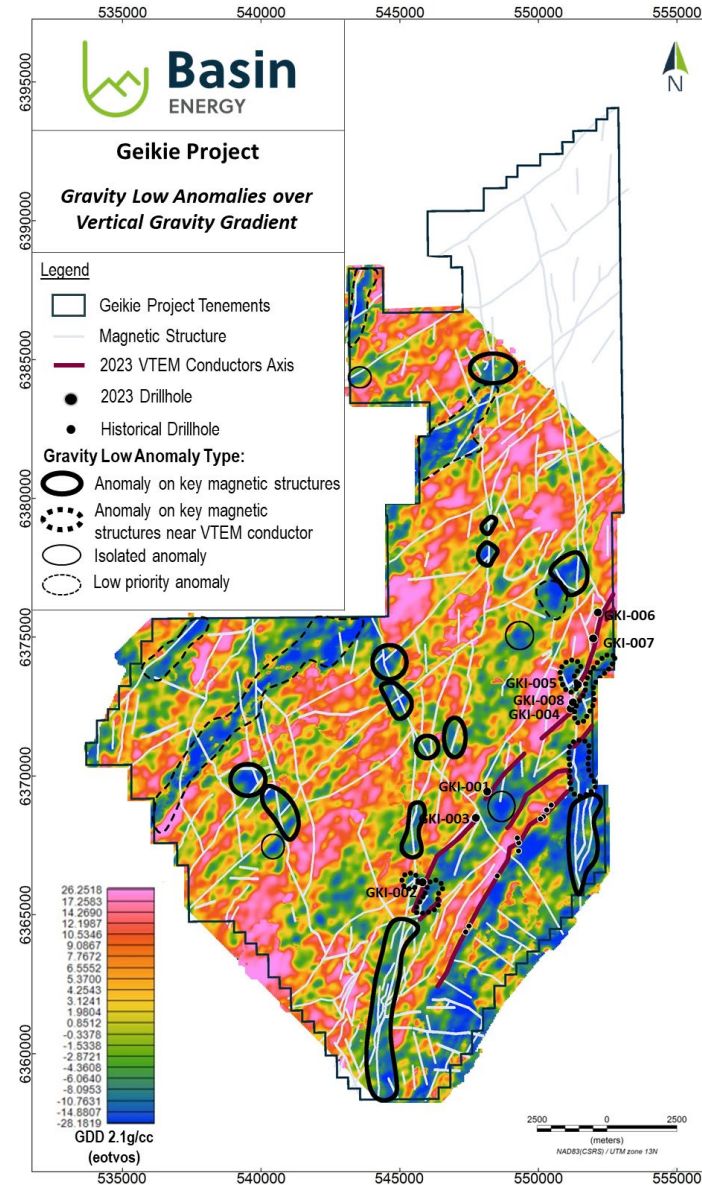 535000 540000 545000 550000 555000
Basin
ENERGY
N
Geikie Project
Gravity Low Anomalies over
Vertical Gravity Gradient
Legend
Geikie Project Tenements
Magnetic Structure
2023 VTEM Conductors Axis
2023 Drillhole
Historical Drillhole
Gravity Low Anomaly Type:
Anomaly on key magnetic structures
Anomaly on key magnetic
structures near VTEM conductor
Isolated anomaly
Low priority anomaly
6395000
6390000
6385000
6380000
6375000
6370000
6365000
6360000
GKI-006
GKI-007
GKI-005
GKI-008
GKI-004
GKI-001
GKI-003
GKI-002
26.2518
17.2583
14.2690
12.1987
10.5346
9.0867
7.7672
6.5552
5.3700
4.2543
3.1241
1.9804
0.8512
-0.3378
-1.5338
-2.8721
-4.3608
-6.0640
-8.0953
-10.7631
-14.8807
-28.1819
GDD 2.1g/cc
(eotvos)
2500 0 2500
(meters)
NAD83(CSRS) / UTM zone 13N
535000 540000 545000 550000 555000